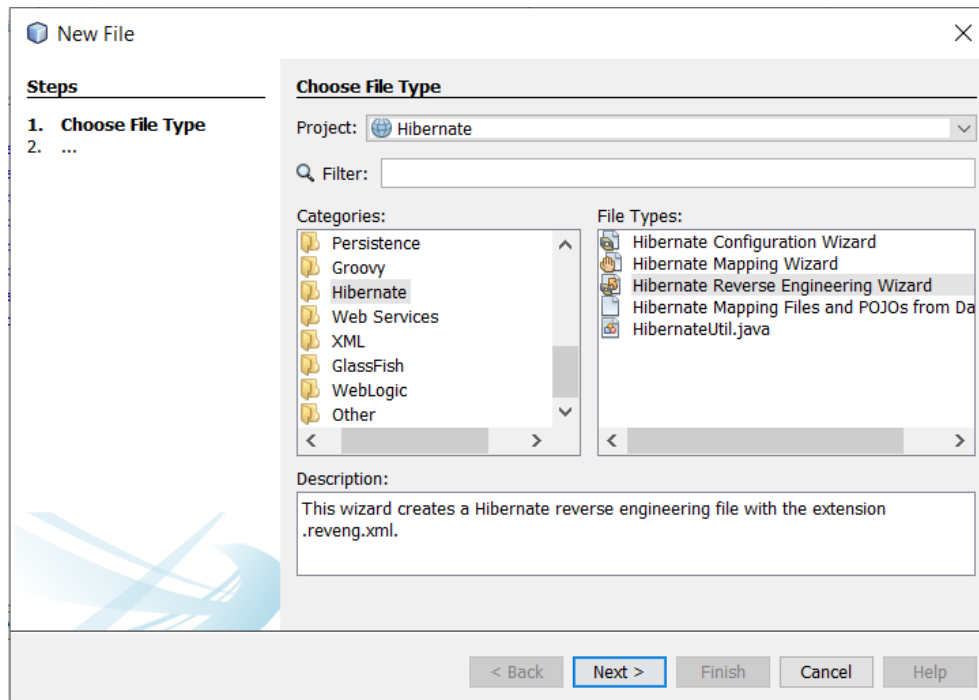 New File
Steps
1. Choose File Type
2. ...
Choose File Type
Project: Hibernate
Filter:
Categories:
Persistence
Groovy
Hibernate
Web Services
XML
GlassFish
WebLogic
Other
File Types:
Hibernate Configuration Wizard
Hibernate Mapping Wizard
Hibernate Reverse Engineering Wizard
Hibernate Mapping Files and POJOs from Da
HibernateUtil.java
Description:
This wizard creates a Hibernate reverse engineering file with the extension
.reveng.xml.
< Back Next > Finish Cancel Help